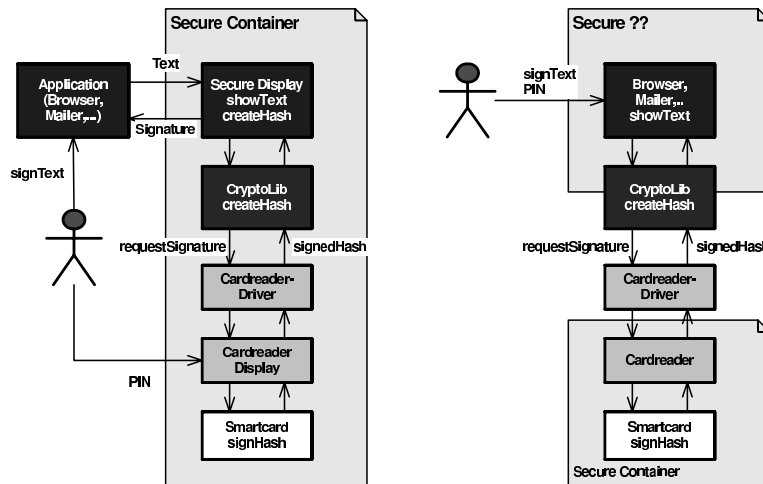 Secure Container
Text
Application
(Browser,
Mailer,...)
Secure Display
showText
createHash
Signature
signText
CryptoLib
createHash
requestSignature
signedHash
Cardreader-
Driver
Cardreader
Display
PIN
Smartcard
signHash
Secure ??
signText
PIN
Browser,
Mailer,..
showText
CryptoLib
createHash
requestSignature
signedHash
Cardreader-
Driver
Cardreader
Smartcard
signHash
Secure Container